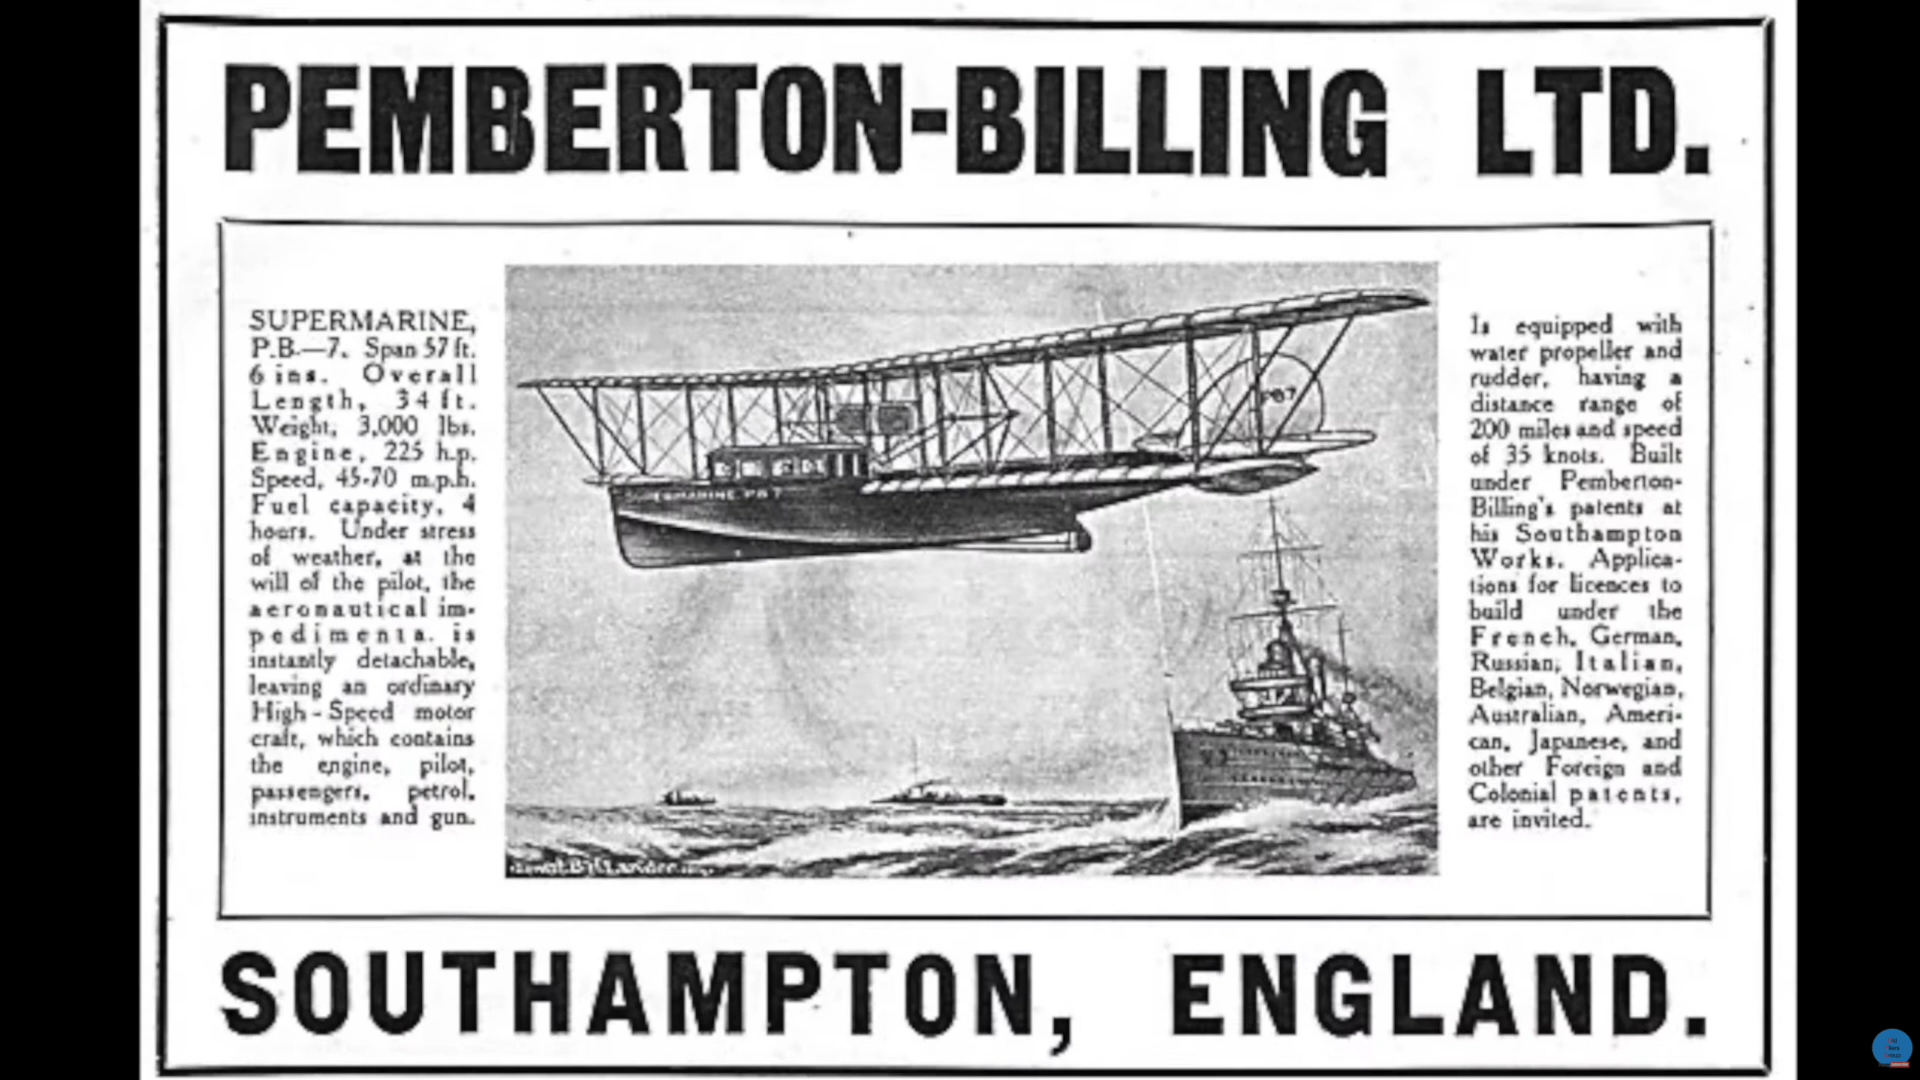 PEMBERTON-BILLING LTD.
SUPERMARINE,
P.B.—7. Span 57 ft.
6 ins. Overall
Length, 34 ft.
Weight, 3,000 lbs.
Engine, 225 h.p.
Speed, 45-70 m.p.h.
Fuel capacity, 4
hours. Under stress
of weather, at the
will of the pilot, the
aeronautical im-
pedimenta. is
instantly detachable,
leaving an ordinary
High-Speed motor
craft, which contains
the engine, pilot,
passengers, petrol,
instruments and gun.
SUPERMARINE PB7
PB7
Is equipped with
water propeller and
rudder, having a
distance range of
200 miles and speed
of 35 knots. Built
under Pemberton-
Billing's patents at
his Southampton
Works. Applica-
tions for licences to
build under the
French, German,
Russian, Italian,
Belgian, Norwegian,
Australian, Ameri-
can, Japanese, and
other Foreign and
Colonial patents,
are invited.
SOUTHAMPTON, ENGLAND.